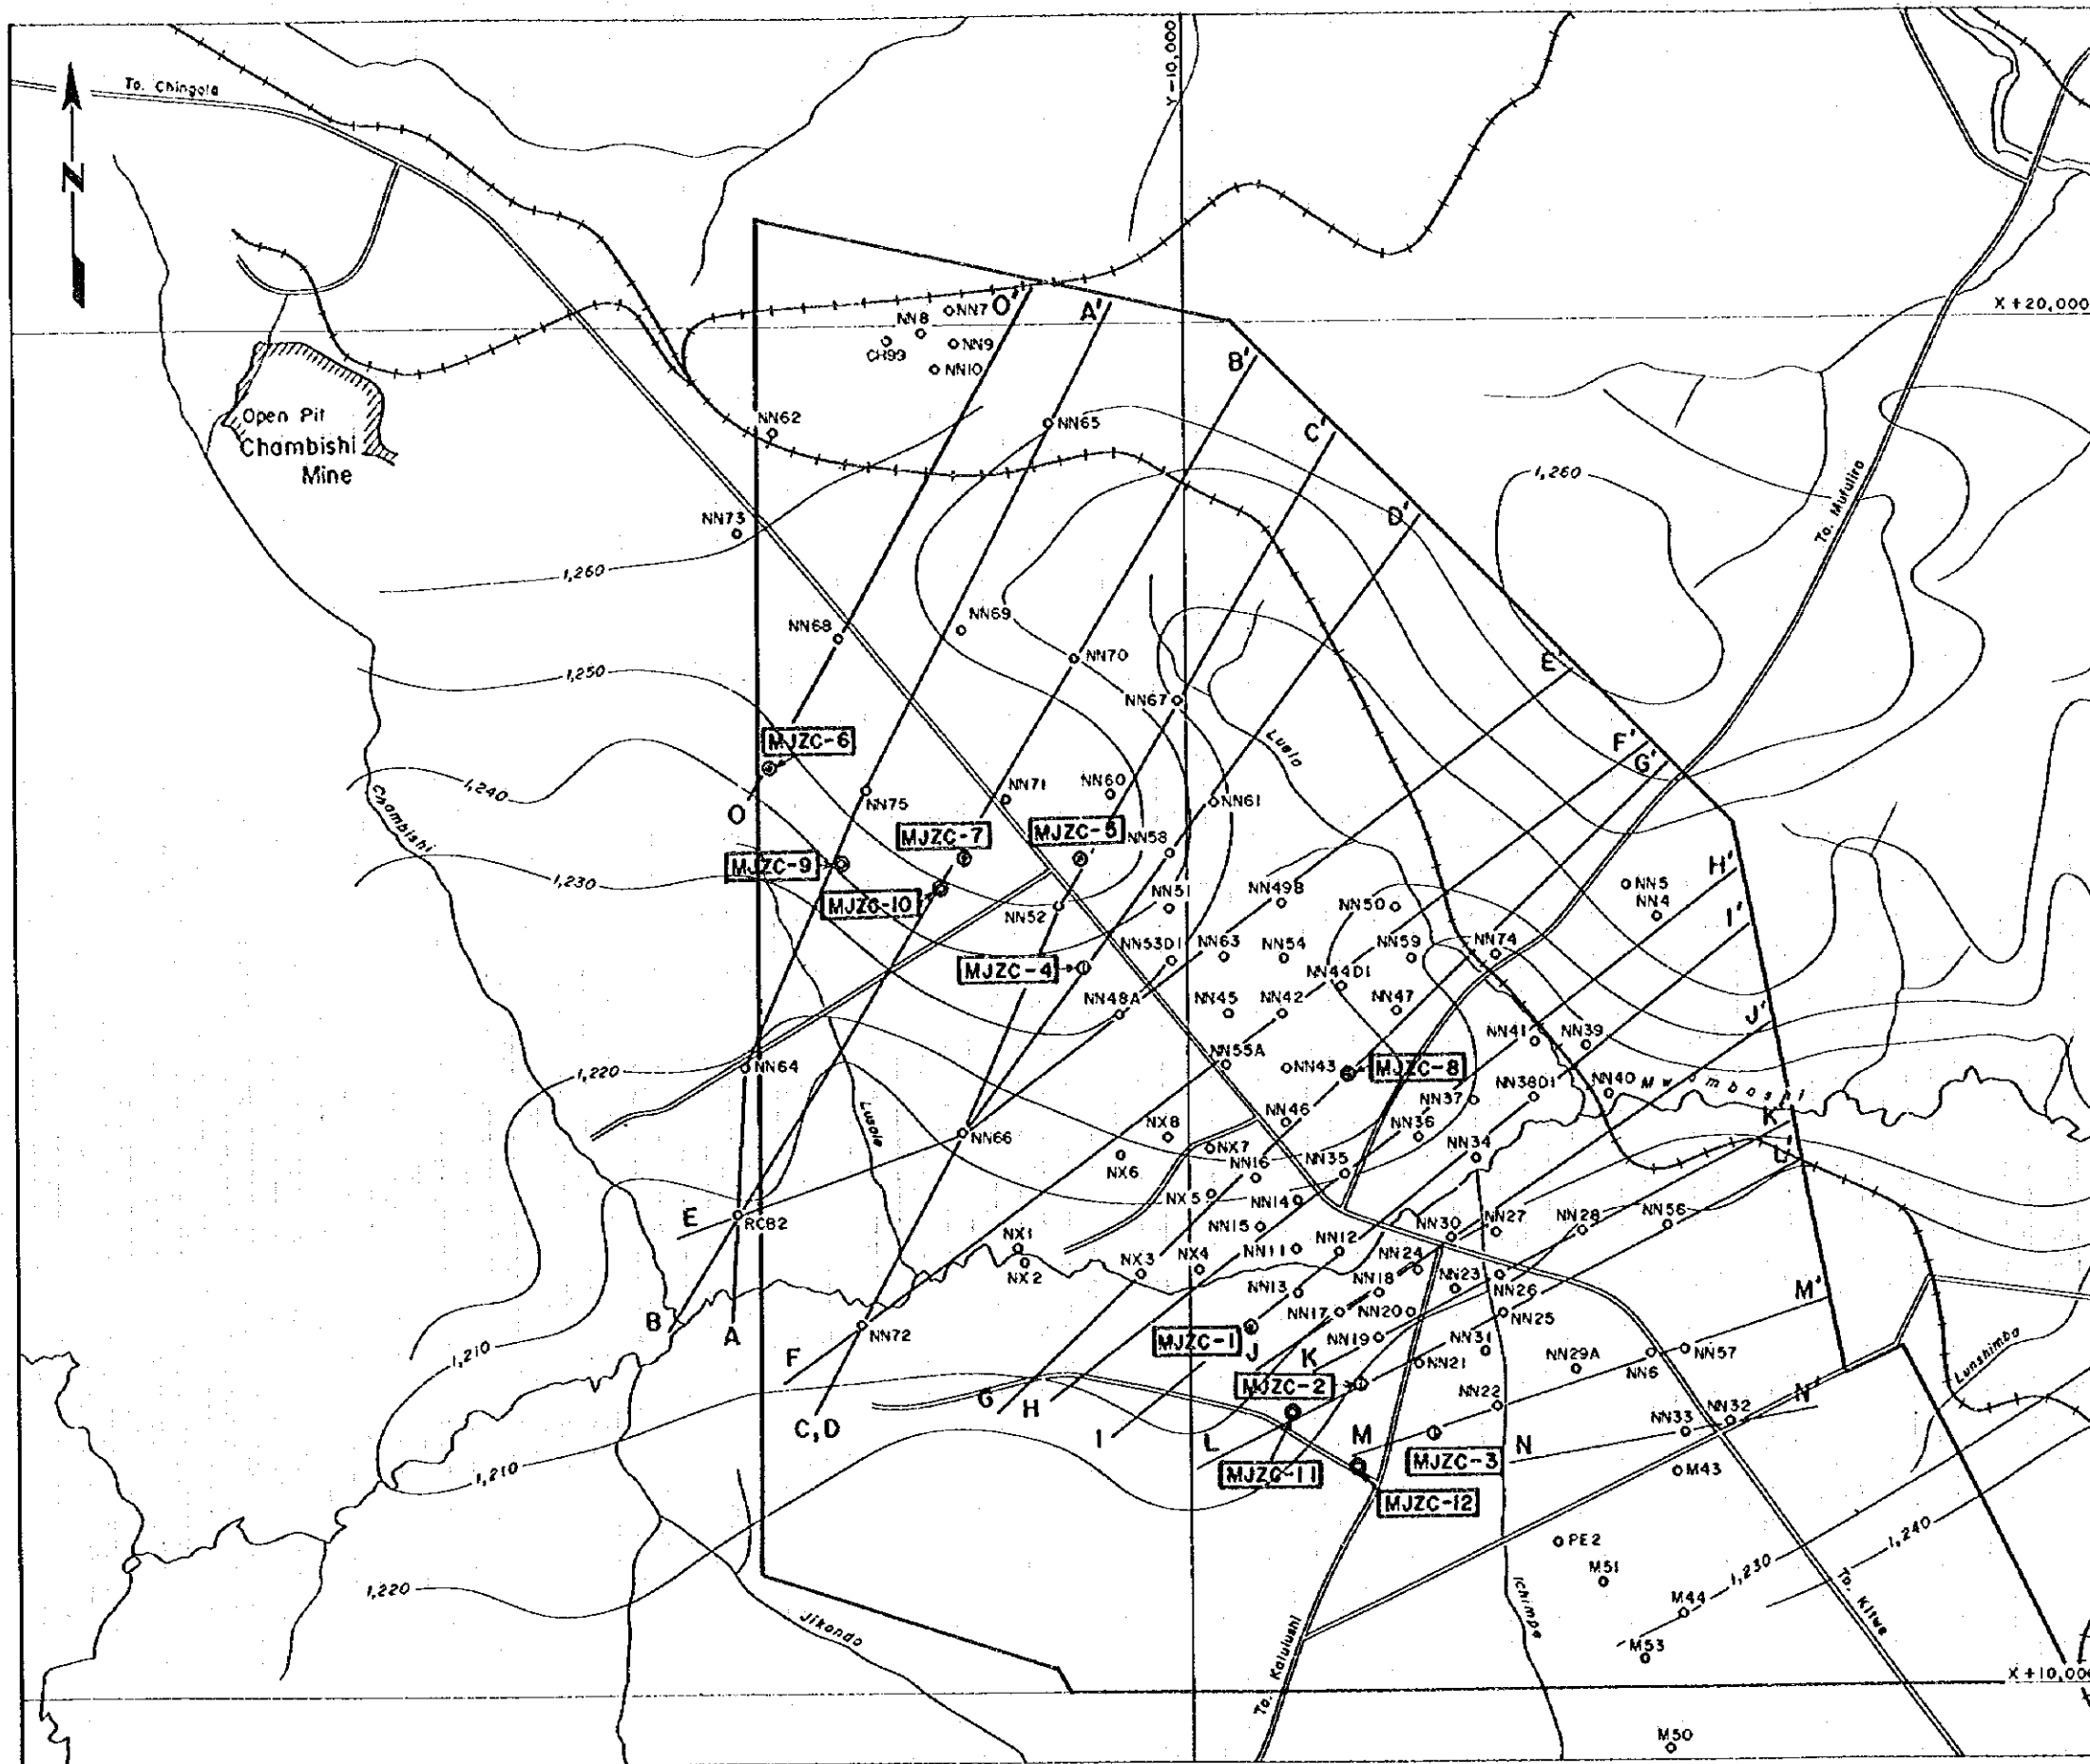 Y-10,000
To. Chingola
N
X+20,000
O'
A'
NN7
NN8
CH99
NN9
NN10
B'
Open Pit
Chambishi
Mine
NN62
NN65
C'
1,260
To. Mufulira
D'
NN73
1,260
NN68
NN69
NN70
E'
1,250
NN67
MJZC-6
Luela
F'
G'
1,240
O
NN75
NN71
NN60
NN61
Chambishi
MJZC-7
MJZC-5
NN58
MJZC-9
H'
1,230
MJZC-10
NN52
NN51
NN49B
NN50
NN5
NN4
I'
NN53D1
NN63
NN54
NN59
NN74
MJZC-4
NN44D1
NN48A
NN45
NN42
NN47
J'
NN41
NN39
NN55A
NN43
MJZC-8
1,220
NN64
NN38D1
NN40
Mwambashi
Lusale
NN37
K'
NN46
NN36
NX8
NN66
NX7
NN34
L'
NX6
NN16
NN35
NX5
NN14
E
RCB2
NN15
NN30
NN27
NN28
NN56
NX1
NX2
NX3
NX4
NN11
NN12
NN24
NN13
NN18
NN23
NN26
M'
B
A
NN72
NN17
NN20
NN25
MJZC-1
NN19
NN31
1,210
F
J
K
NN21
NN29A
NN6
NN57
Lunshimba
MJZC-2
NN22
N'
C,D
G
H
I
L
M
NN33
NN32
N
1,210
MJZC-11
MJZC-3
M43
MJZC-12
PE2
1,240
M51
1,230
1,220
M44
To. Kitwe
Jikondo
Ichimpe
To. Kalulushi
M53
X+10,00
M50